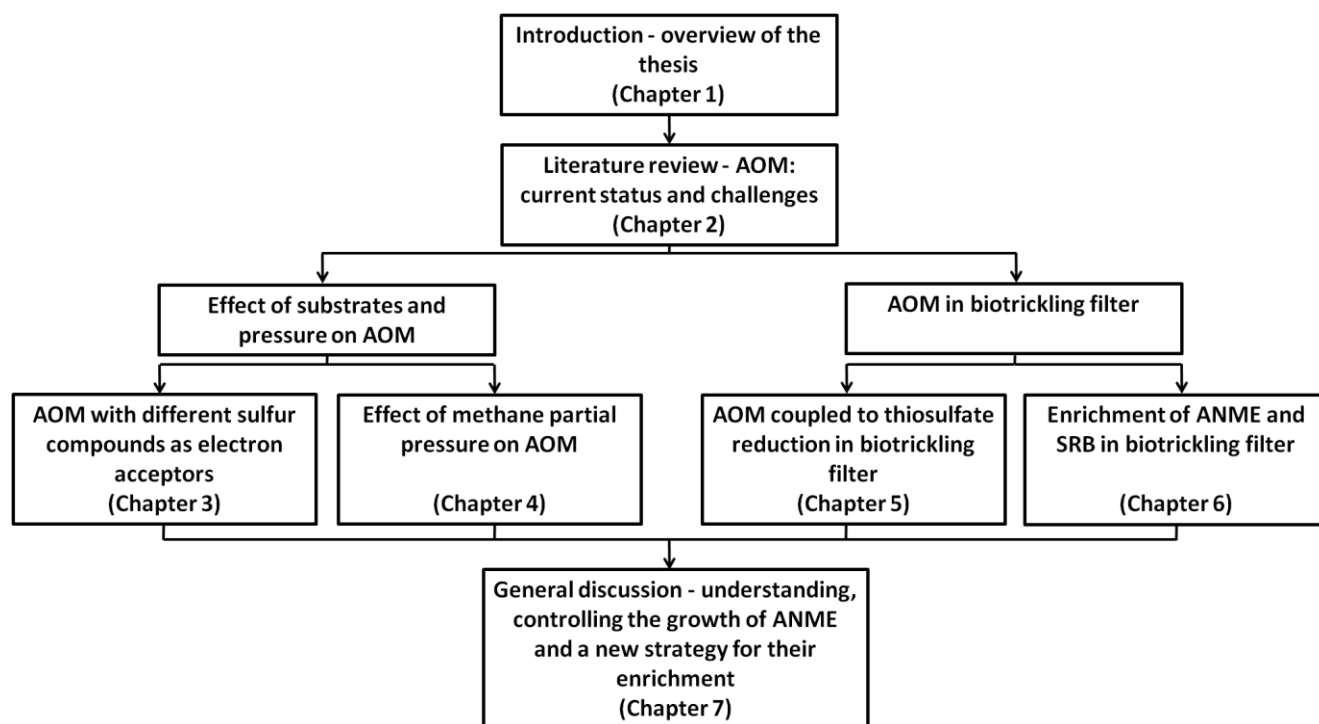 Introduction - overview of the
thesis
(Chapter 1)
Literature review - AOM:
current status and challenges
(Chapter 2)
Effect of substrates and
pressure on AOM
AOM in biotrickling filter
AOM with different sulfur
compounds as electron
acceptors
(Chapter 3)
Effect of methane partial
pressure on AOM
(Chapter 4)
AOM coupled to thiosulfate
reduction in biotrickling
filter
(Chapter 5)
Enrichment of ANME and
SRB in biotrickling filter
(Chapter 6)
General discussion - understanding,
controlling the growth of ANME
and a new strategy for their
enrichment
(Chapter 7)